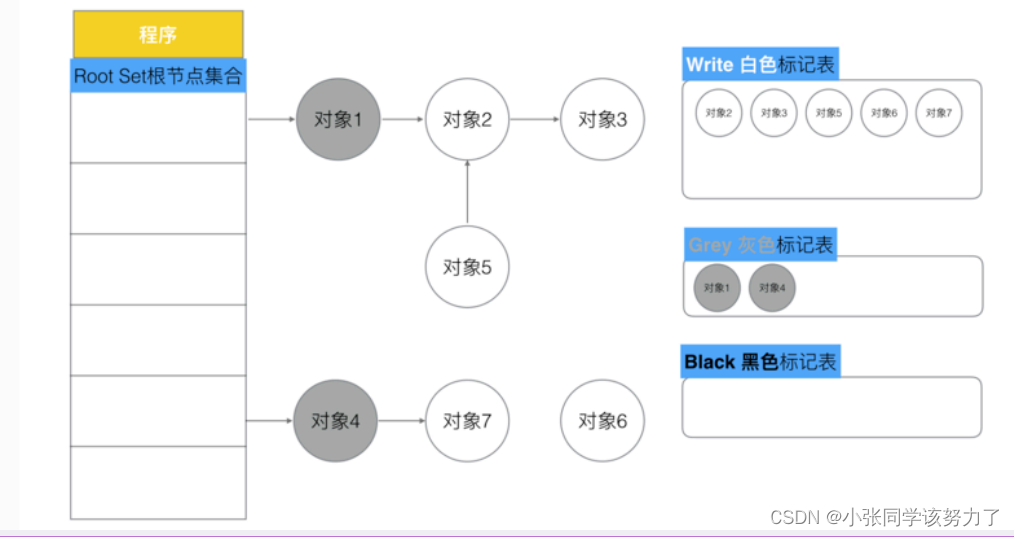 程序
Root Set根节点集合
对象1
对象2
对象3
对象5
对象4
对象7
对象6
Write 白色标记表
对象2
对象3
对象5
对象6
对象7
Grey 灰色标记表
对象1
对象4
Black 黑色标记表
CSDN @小张同学该努力了